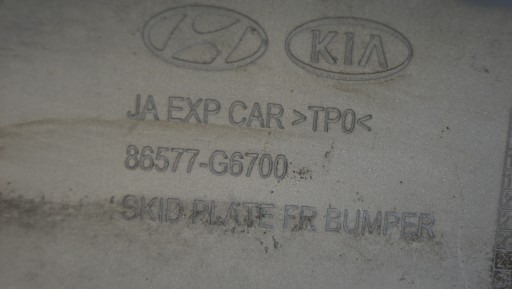 KIA
JA EXP CAR >TPO<
86577-G6700
SKID PLATE FR BUMPER